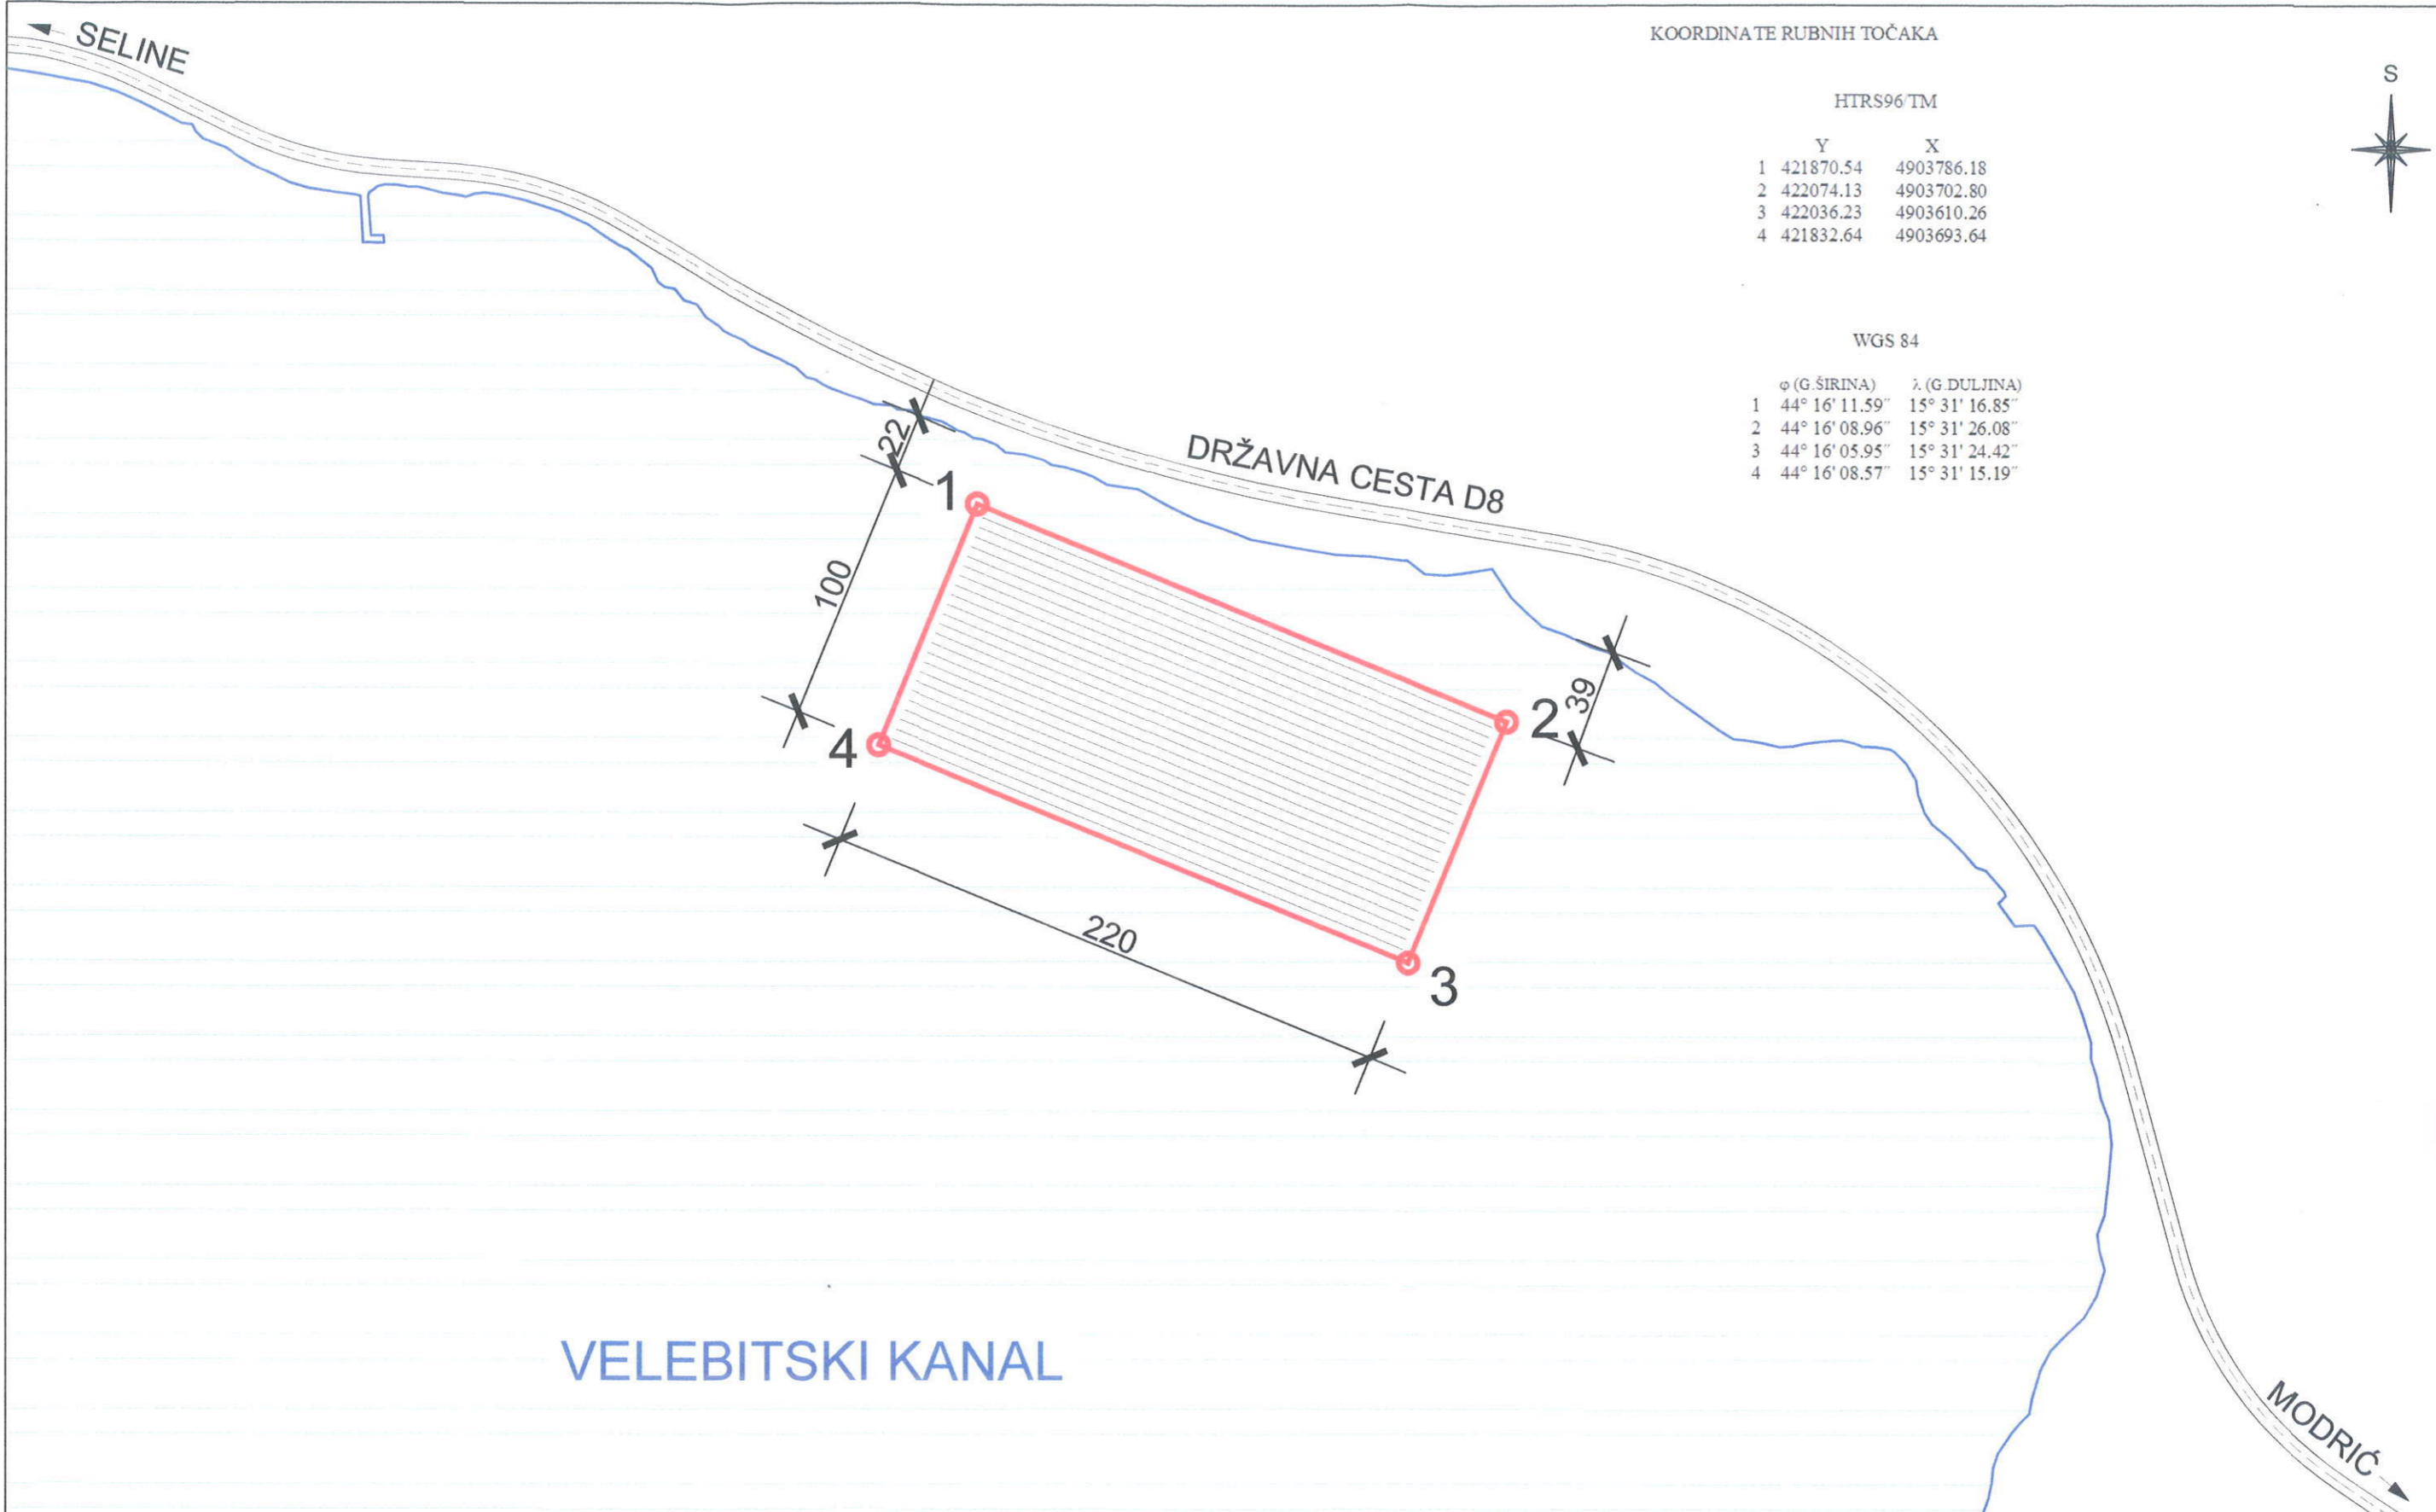 SELINE
KOORDINATE RUBNIH TOČAKA
S
HTRS96/TM
Y X
1 421870.54 4903786.18
2 422074.13 4903702.80
3 422036.23 4903610.26
4 421832.64 4903693.64
WGS 84
φ (G.ŠIRINA) λ (G.DULJINA)
1 44° 16' 11.59" 15° 31' 16.85"
2 44° 16' 08.96" 15° 31' 26.08"
3 44° 16' 05.95" 15° 31' 24.42"
4 44° 16' 08.57" 15° 31' 15.19"
DRŽAVNA CESTA D8
22
1
100
2
39
4
220
3
VELEBITSKI KANAL
MODRIĆ